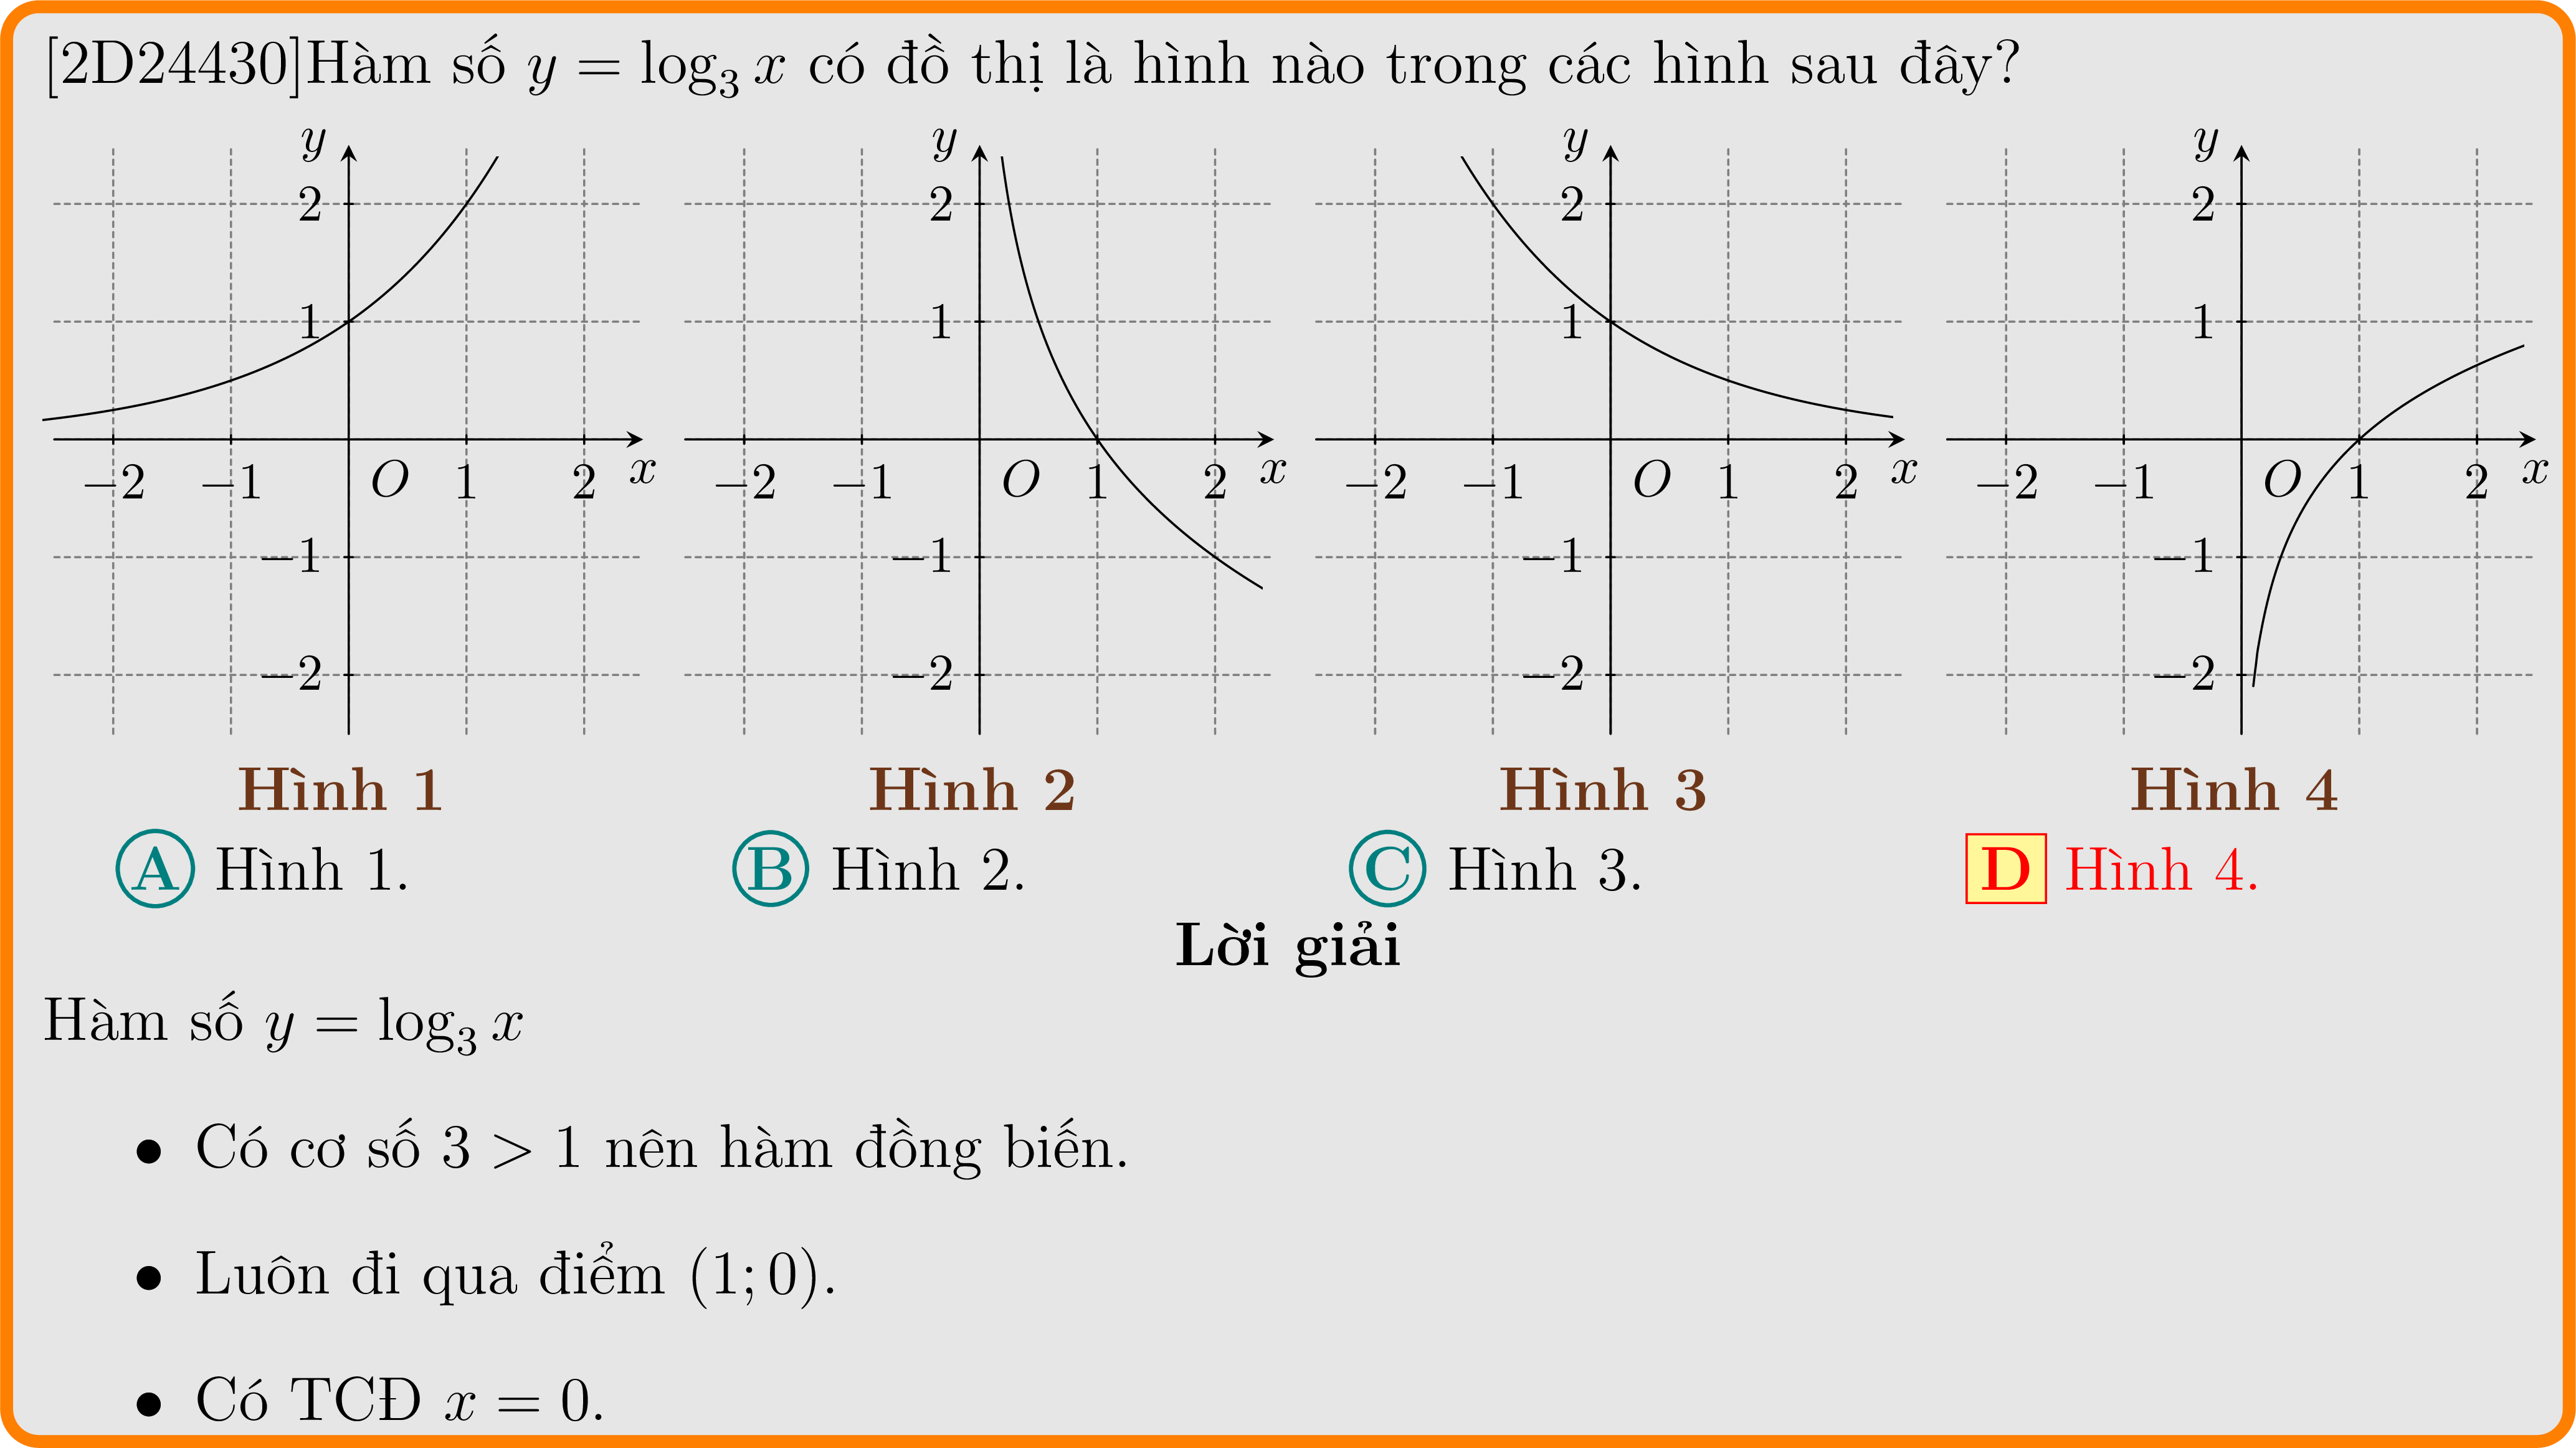 [2D24430]Hàm số y = log₃ x có đồ thị là hình nào trong các hình sau đây?
y y y y
2 2 2 2
1 1 1 1
−2 −1 O 1 2 x −2 −1 O 1 2 x −2 −1 O 1 2 x −2 −1 O 1 2 x
−1 −1 −1 −1
−2 −2 −2 −2
Hình 1 Hình 2 Hình 3 Hình 4
A Hình 1. B Hình 2. C Hình 3. D Hình 4.
Lời giải
Hàm số y = log₃ x
• Có cơ số 3 > 1 nên hàm đồng biến.
• Luôn đi qua điểm (1; 0).
• Có TCĐ x = 0.